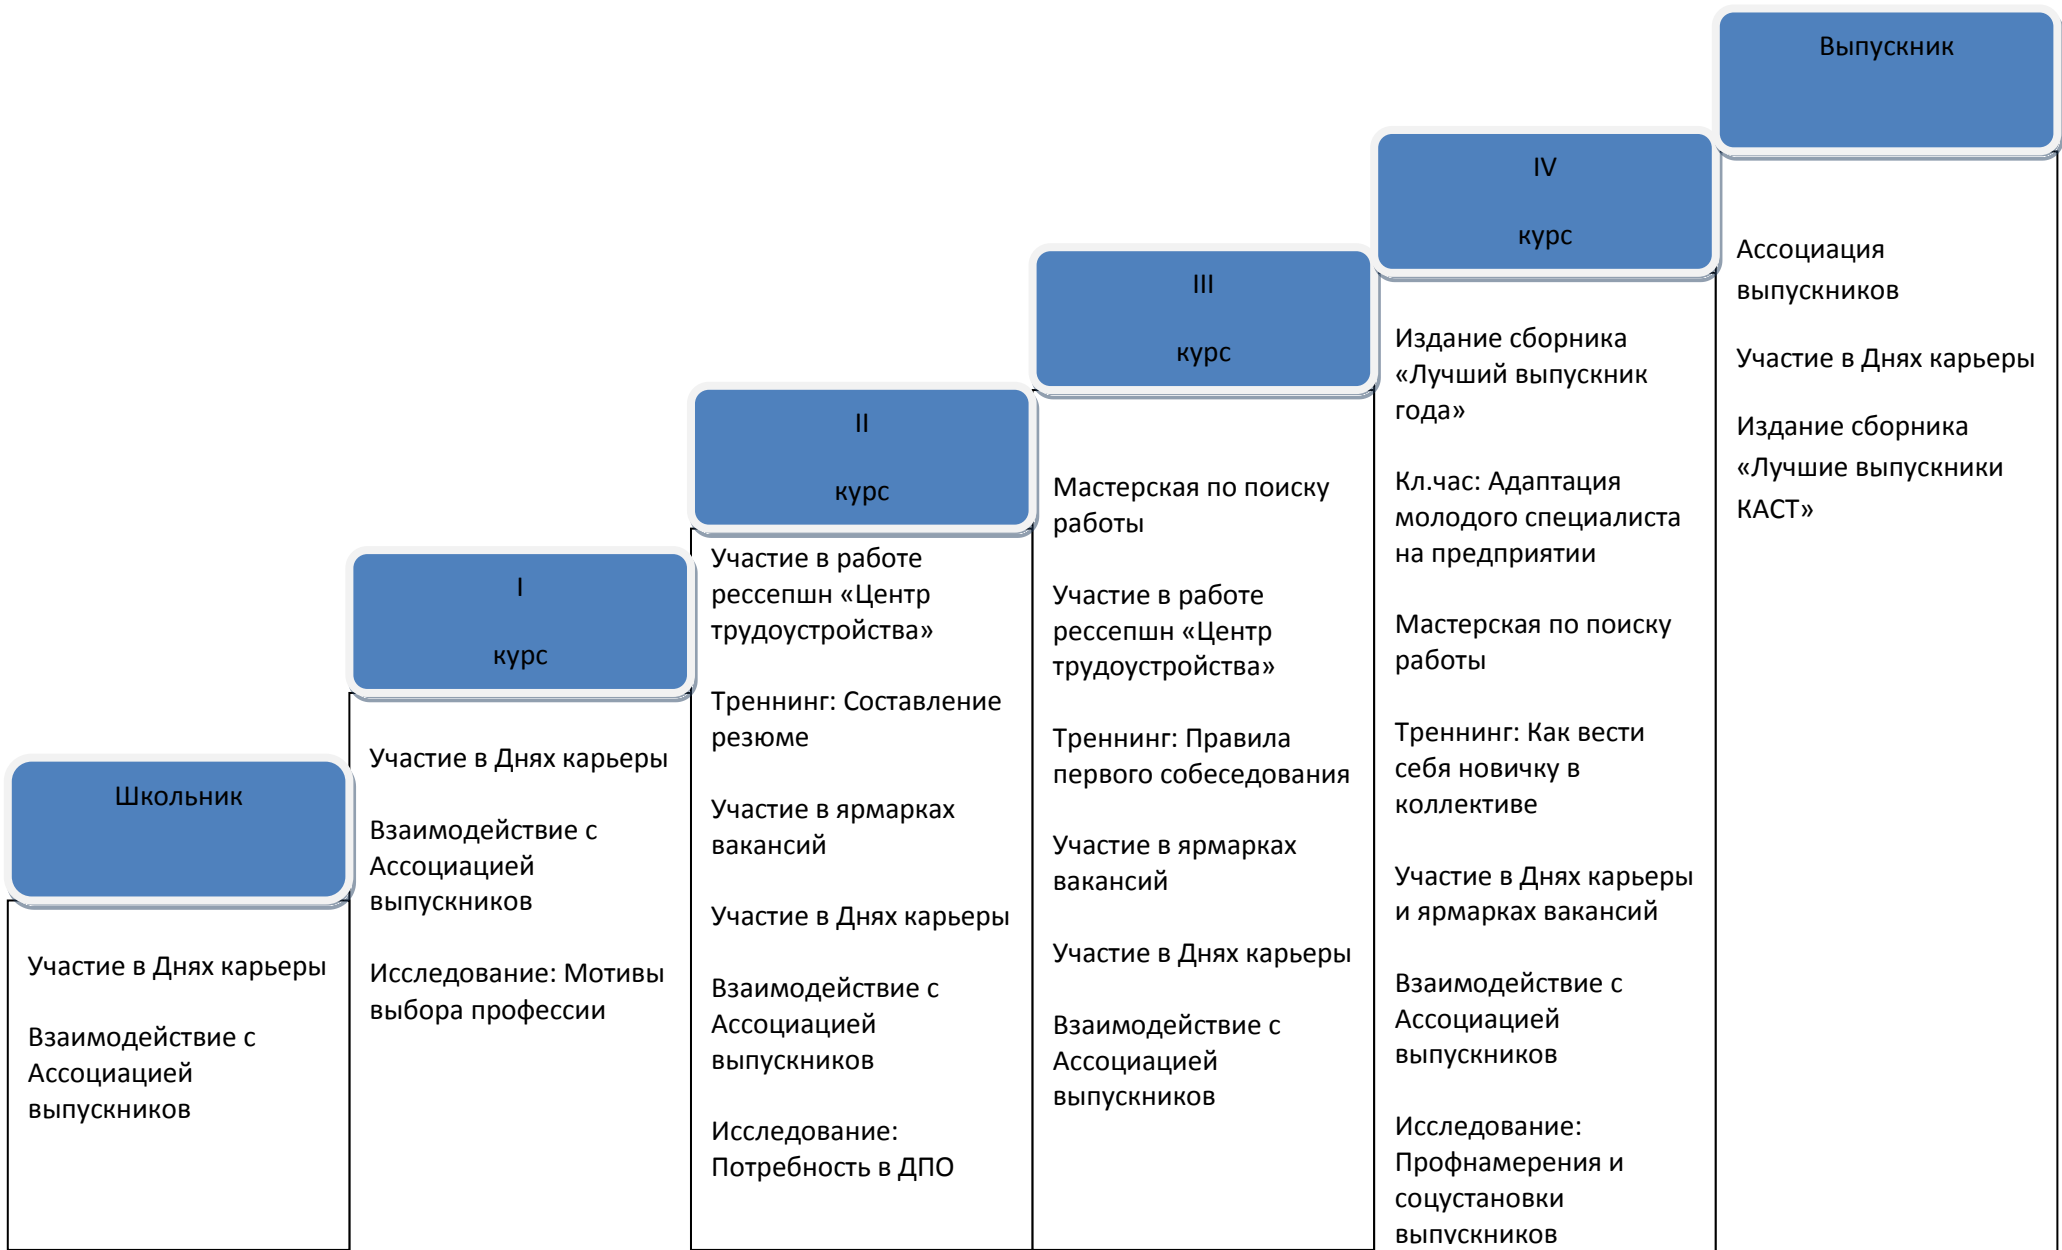 Школьник
Участие в Днях карьеры
Взаимодействие с
Ассоциацией
выпускников
I
курс
Участие в Днях карьеры
Взаимодействие с
Ассоциацией
выпускников
Исследование: Мотивы
выбора профессии
II
курс
Участие в работе
рессепшн «Центр
трудоустройства»
Треннинг: Составление
резюме
Участие в ярмарках
вакансий
Участие в Днях карьеры
Взаимодействие с
Ассоциацией
выпускников
Исследование:
Потребность в ДПО
III
курс
Мастерская по поиску
работы
Участие в работе
рессепшн «Центр
трудоустройства»
Треннинг: Правила
первого собеседования
Участие в ярмарках
вакансий
Участие в Днях карьеры
Взаимодействие с
Ассоциацией
выпускников
IV
курс
Издание сборника
«Лучший выпускник
года»
Кл.час: Адаптация
молодого специалиста
на предприятии
Мастерская по поиску
работы
Треннинг: Как вести
себя новичку в
коллективе
Участие в Днях карьеры
и ярмарках вакансий
Взаимодействие с
Ассоциацией
выпускников
Исследование:
Профнамерения и
соцустановки
выпускников
Выпускник
Ассоциация
выпускников
Участие в Днях карьеры
Издание сборника
«Лучшие выпускники
КАСТ»